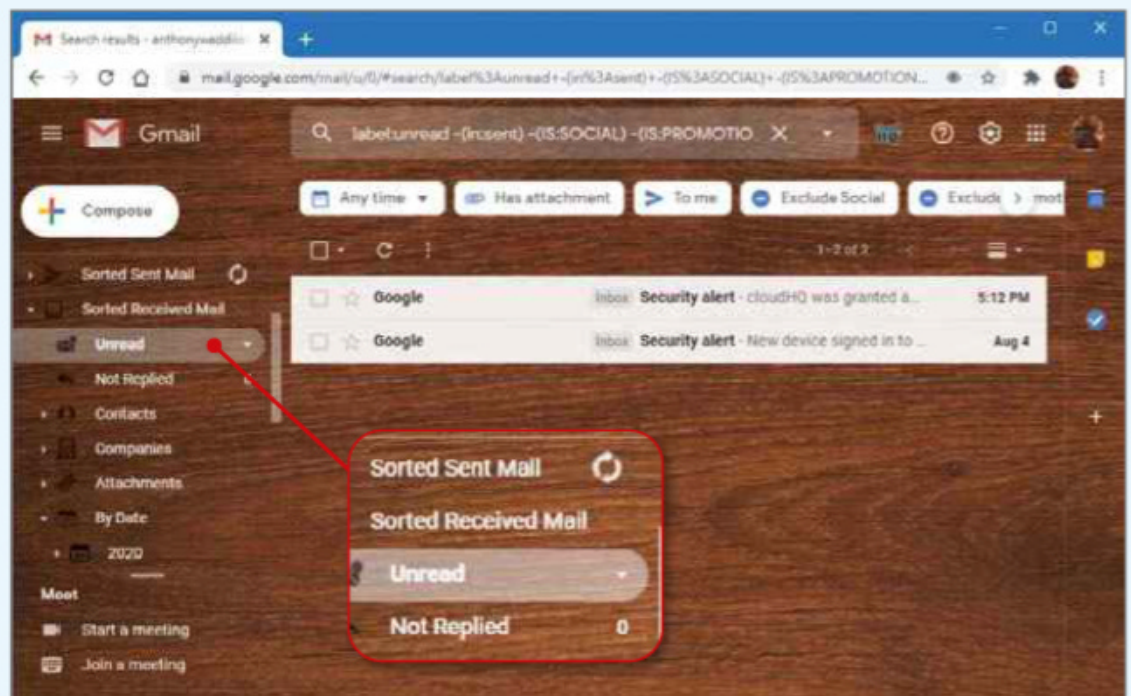 Search results - anthonywaddi
mail.google.com/mail/u/0/#search/label%3Aunread+-(in%3Asent)+-(IS%3ASOCIAL)+-(IS%3APROMOTION...
Gmail
label:unread -(in:sent) -(IS:SOCIAL) -(IS:PROMOTIO
Compose
Any time
Has attachment
To me
Exclude Social
Exclude
mot
1-2 of 2
Sorted Sent Mail
Sorted Received Mail
Google Inbox Security alert - cloudHQ was granted a... 5:12 PM
Unread
Google Inbox Security alert - New device signed in to ... Aug 4
Not Replied 0
Contacts
Companies
Attachments
By Date
2020
Meet
Start a meeting
Join a meeting
Sorted Sent Mail
Sorted Received Mail
Unread
Not Replied 0